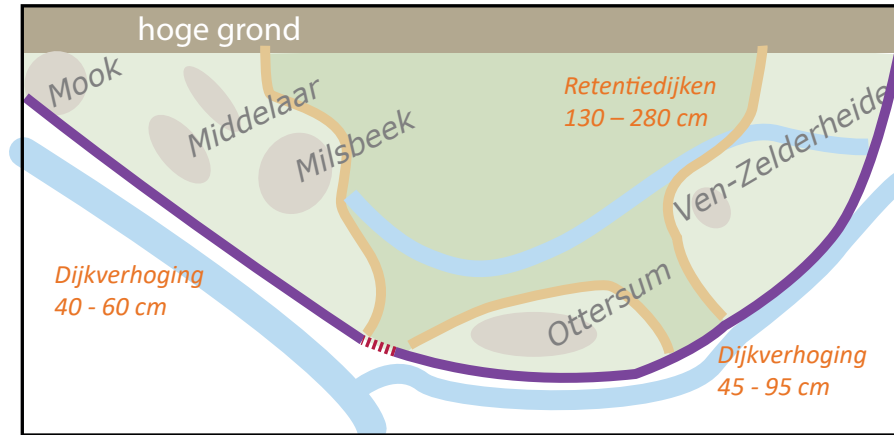 hoge grond
Mook
Middelaar
Milsbeek
Retentiedijken
130 – 280 cm
Ven-Zelderheide
Dijkverhoging
40 - 60 cm
Ottersum
Dijkverhoging
45 - 95 cm